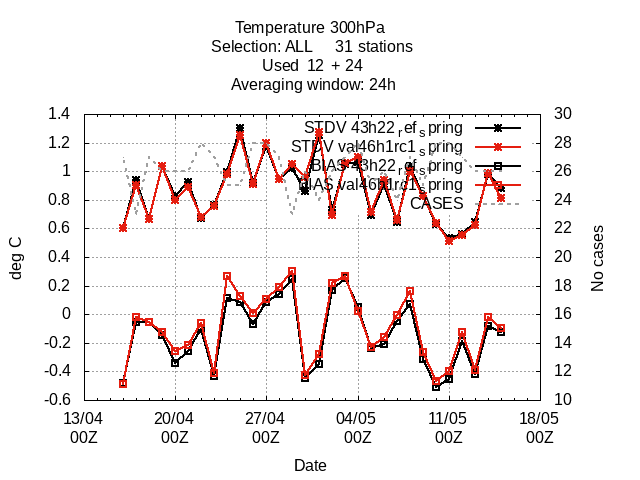 Temperature 300hPa
Selection: ALL 31 stations
Used 12 + 24
Averaging window: 24h
STDV 43h22_ref_spring
STDV val46h1rc1_spring
BIAS 43h22_ref_spring
BIAS val46h1rc1_spring
CASES
1.4
1.2
1
0.8
0.6
0.4
0.2
0
-0.2
-0.4
-0.6
deg C
30
28
26
24
22
20
18
16
14
12
10
No cases
13/04 20/04 27/04 04/05 11/05 18/05
00Z 00Z 00Z 00Z 00Z 00Z
Date